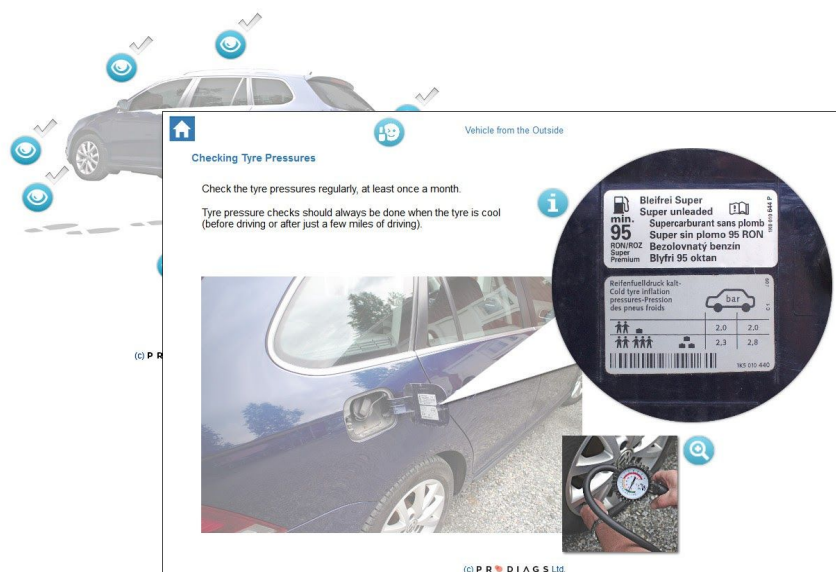 Vehicle from the Outside
Checking Tyre Pressures
Check the tyre pressures regularly, at least once a month.
Tyre pressure checks should always be done when the tyre is cool
(before driving or after just a few miles of driving).
i
Bleifrei Super
Super unleaded
Supercarburant sans plomb
Super sin plomo 95 RON
Bezolovnatý benzín
Blyfri 95 oktan
min.
95
RON/ROZ
Super
Premium
Reifenfuelldruck kalt-
Cold tyre inflation
pressures-Pression
des pneus froids
bar
2,0 2,0
2,3 2,8
1K5 010 440
(c) P R
(c) P R DIAGS Ltd.